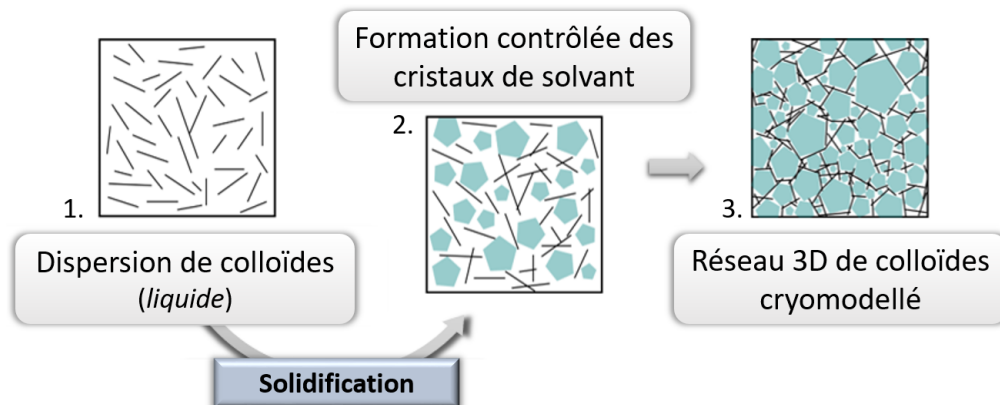 Formation contrôlée des
cristaux de solvant
1.
2.
3.
Dispersion de colloïdes
(liquide)
Réseau 3D de colloïdes
cryomodellé
Solidification